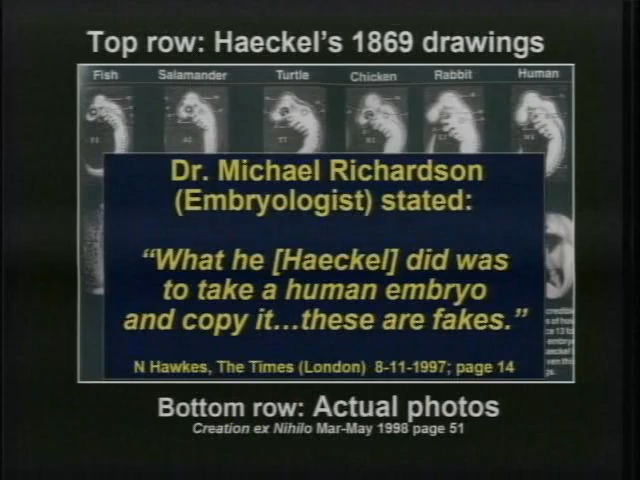 Top row: Haeckel's 1869 drawings
Fish Salamander Turtle Chicken Rabbit Human
Dr. Michael Richardson
(Embryologist) stated:
“What he [Haeckel] did was
to take a human embryo
and copy it...these are fakes.”
N Hawkes, The Times (London) 8-11-1997; page 14
Bottom row: Actual photos
Creation ex Nihilo Mar-May 1998 page 51